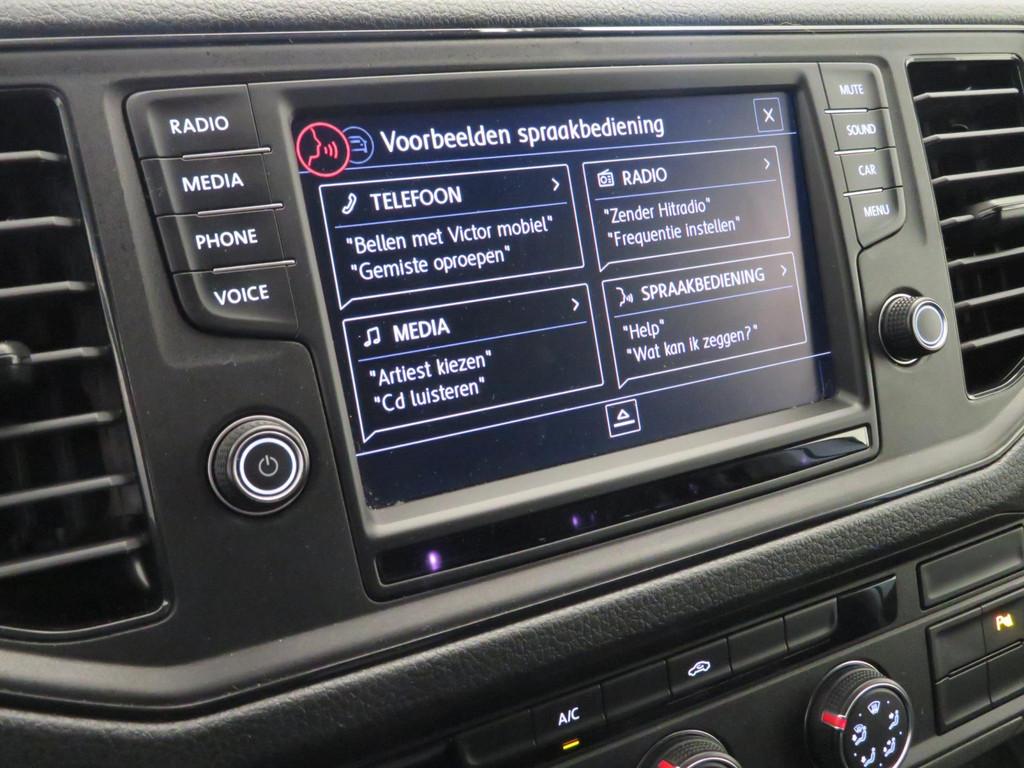 RADIO
MEDIA
PHONE
VOICE
Voorbeelden spraakbediening
X
TELEFOON
"Bellen met Victor mobiel"
"Gemiste oproepen"
RADIO
"Zender Hitradio"
"Frequentie instellen"
MEDIA
"Artiest kiezen"
"Cd luisteren"
SPRAAKBEDIENING
"Help"
"Wat kan ik zeggen?"
MUTE
SOUND
CAR
MENU
A/C